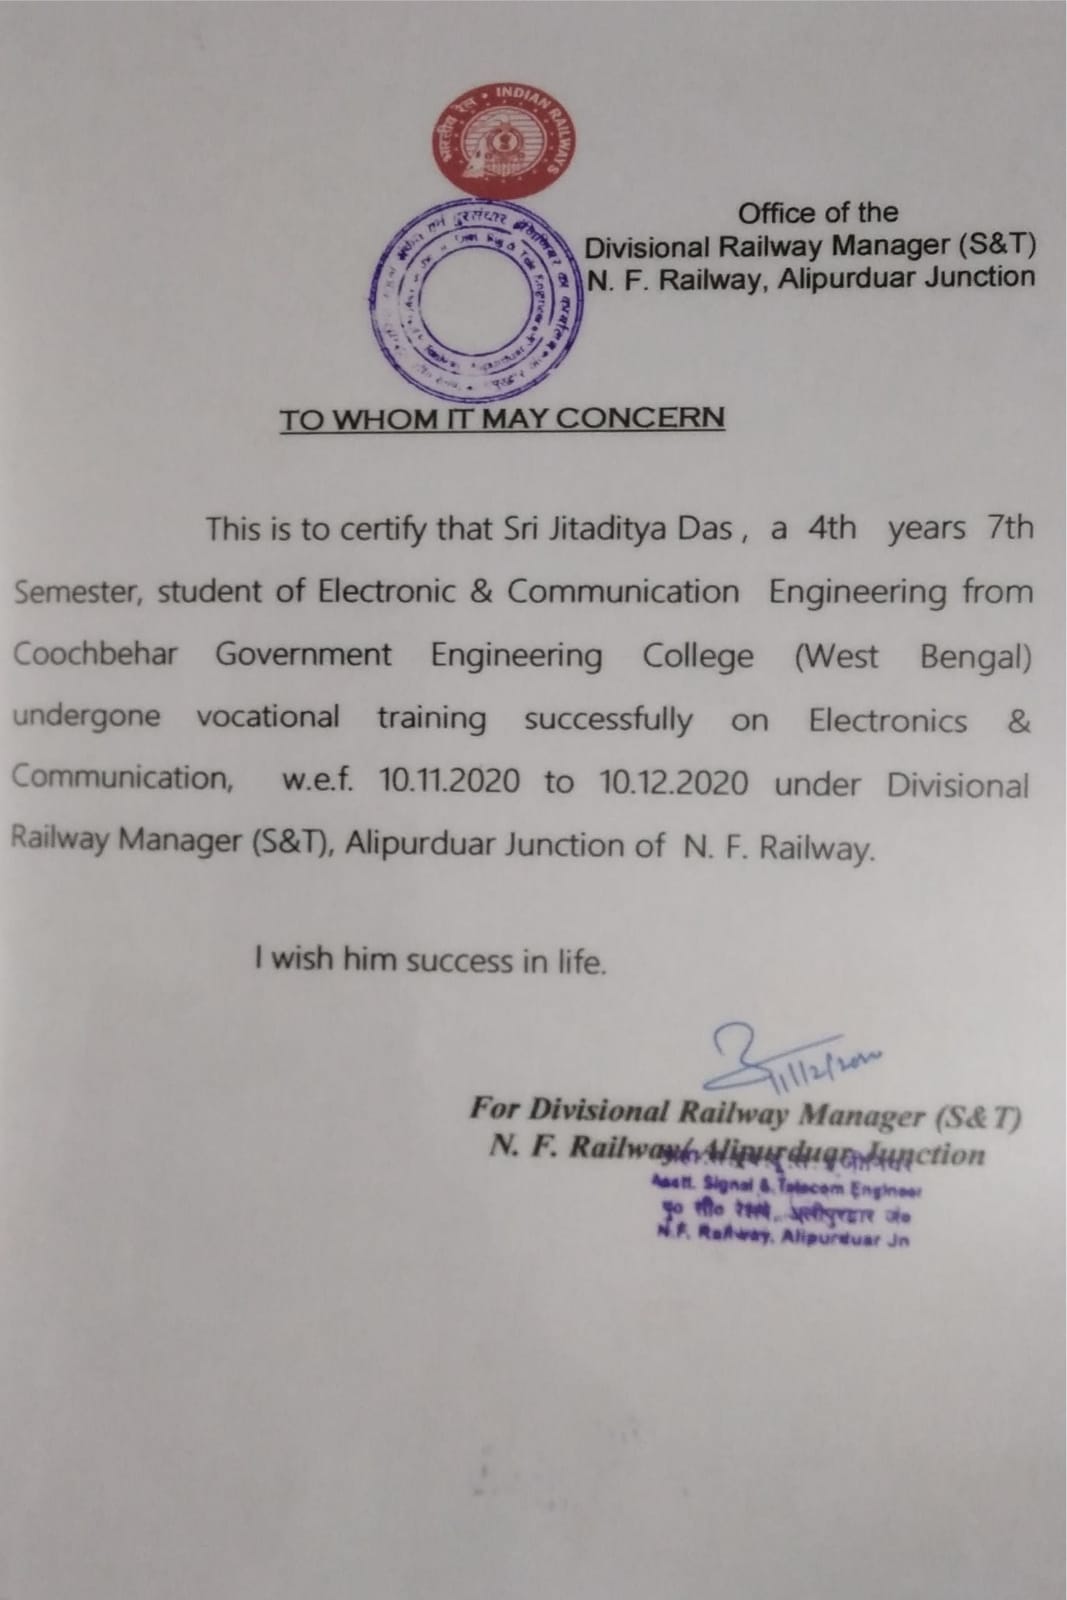 भारतीय रेल • INDIAN RAILWAYS
Office of the
Divisional Railway Manager (S&T)
N. F. Railway, Alipurduar Junction
दुरसंचार
TO WHOM IT MAY CONCERN
This is to certify that Sri Jitaditya Das , a 4th years 7th
Semester, student of Electronic & Communication Engineering from
Coochbehar Government Engineering College (West Bengal)
undergone vocational training successfully on Electronics &
Communication, w.e.f. 10.11.2020 to 10.12.2020 under Divisional
Railway Manager (S&T), Alipurduar Junction of N. F. Railway.
I wish him success in life.
11/12/2020
For Divisional Railway Manager (S&T)
N. F. Railway/ Alipurduar Junction
Asstt. Signal & Telecom Engineer
पु० सी० रेलवे, अलीपुरद्वार जं०
N.F. Railway, Alipurduar Jn